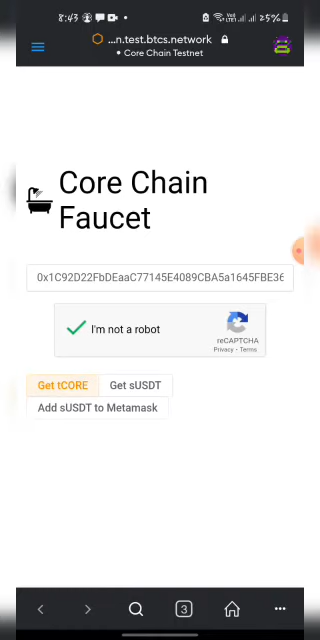 8:43
25%
...n.test.btcs.network
Core Chain Testnet
Core Chain
Faucet
0x1C92D22FbDEaaC77145E4089CBA5a1645FBE36
I'm not a robot
reCAPTCHA
Privacy - Terms
Get tCORE
Get sUSDT
Add sUSDT to Metamask
3